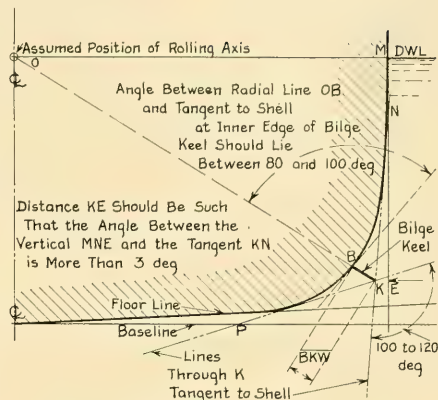 Assumed Position of Rolling Axis
M
DWL
O
℄
Angle Between Radial Line OB
and Tangent to Shell
at Inner Edge of Bilge
Keel Should Lie
Between 80 and 100 deg
N
Distance KE Should Be Such
That the Angle Between the
Vertical MNE and the Tangent KN
is More Than 3 deg
Bilge
Keel
B
K
E
℄
Floor Line
Baseline
P
BKW
100 to 120
deg
Lines
Through K
Tangent to Shell